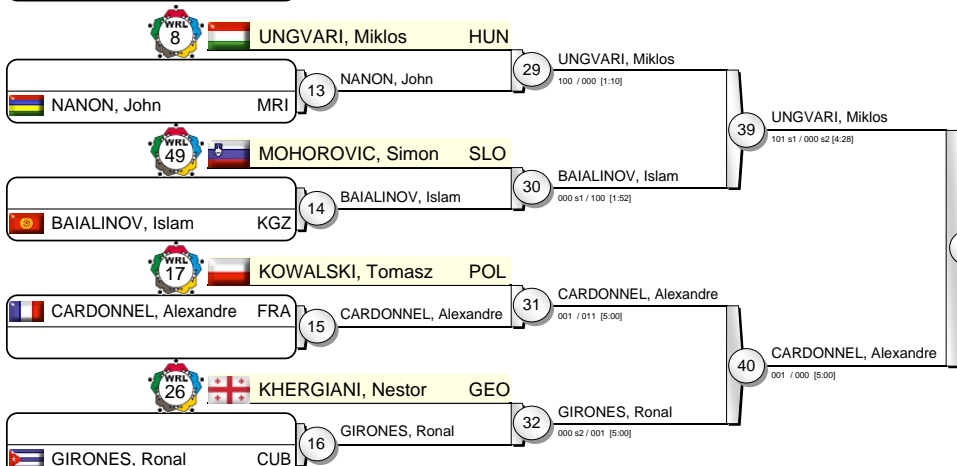 WRL
8
UNGVARI, Miklos HUN
NANON, John MRI
13
NANON, John
29
UNGVARI, Miklos
100 / 000 [1:10]
39
UNGVARI, Miklos
101 s1 / 000 s2 [4:28]
WRL
49
MOHOROVIC, Simon SLO
BAIALINOV, Islam KGZ
14
BAIALINOV, Islam
30
BAIALINOV, Islam
000 s1 / 100 [1:52]
WRL
17
KOWALSKI, Tomasz POL
CARDONNEL, Alexandre FRA
15
CARDONNEL, Alexandre
31
CARDONNEL, Alexandre
001 / 011 [5:00]
40
CARDONNEL, Alexandre
001 / 000 [5:00]
WRL
26
KHERGIANI, Nestor GEO
GIRONES, Ronal CUB
16
GIRONES, Ronal
32
GIRONES, Ronal
000 s2 / 001 [5:00]